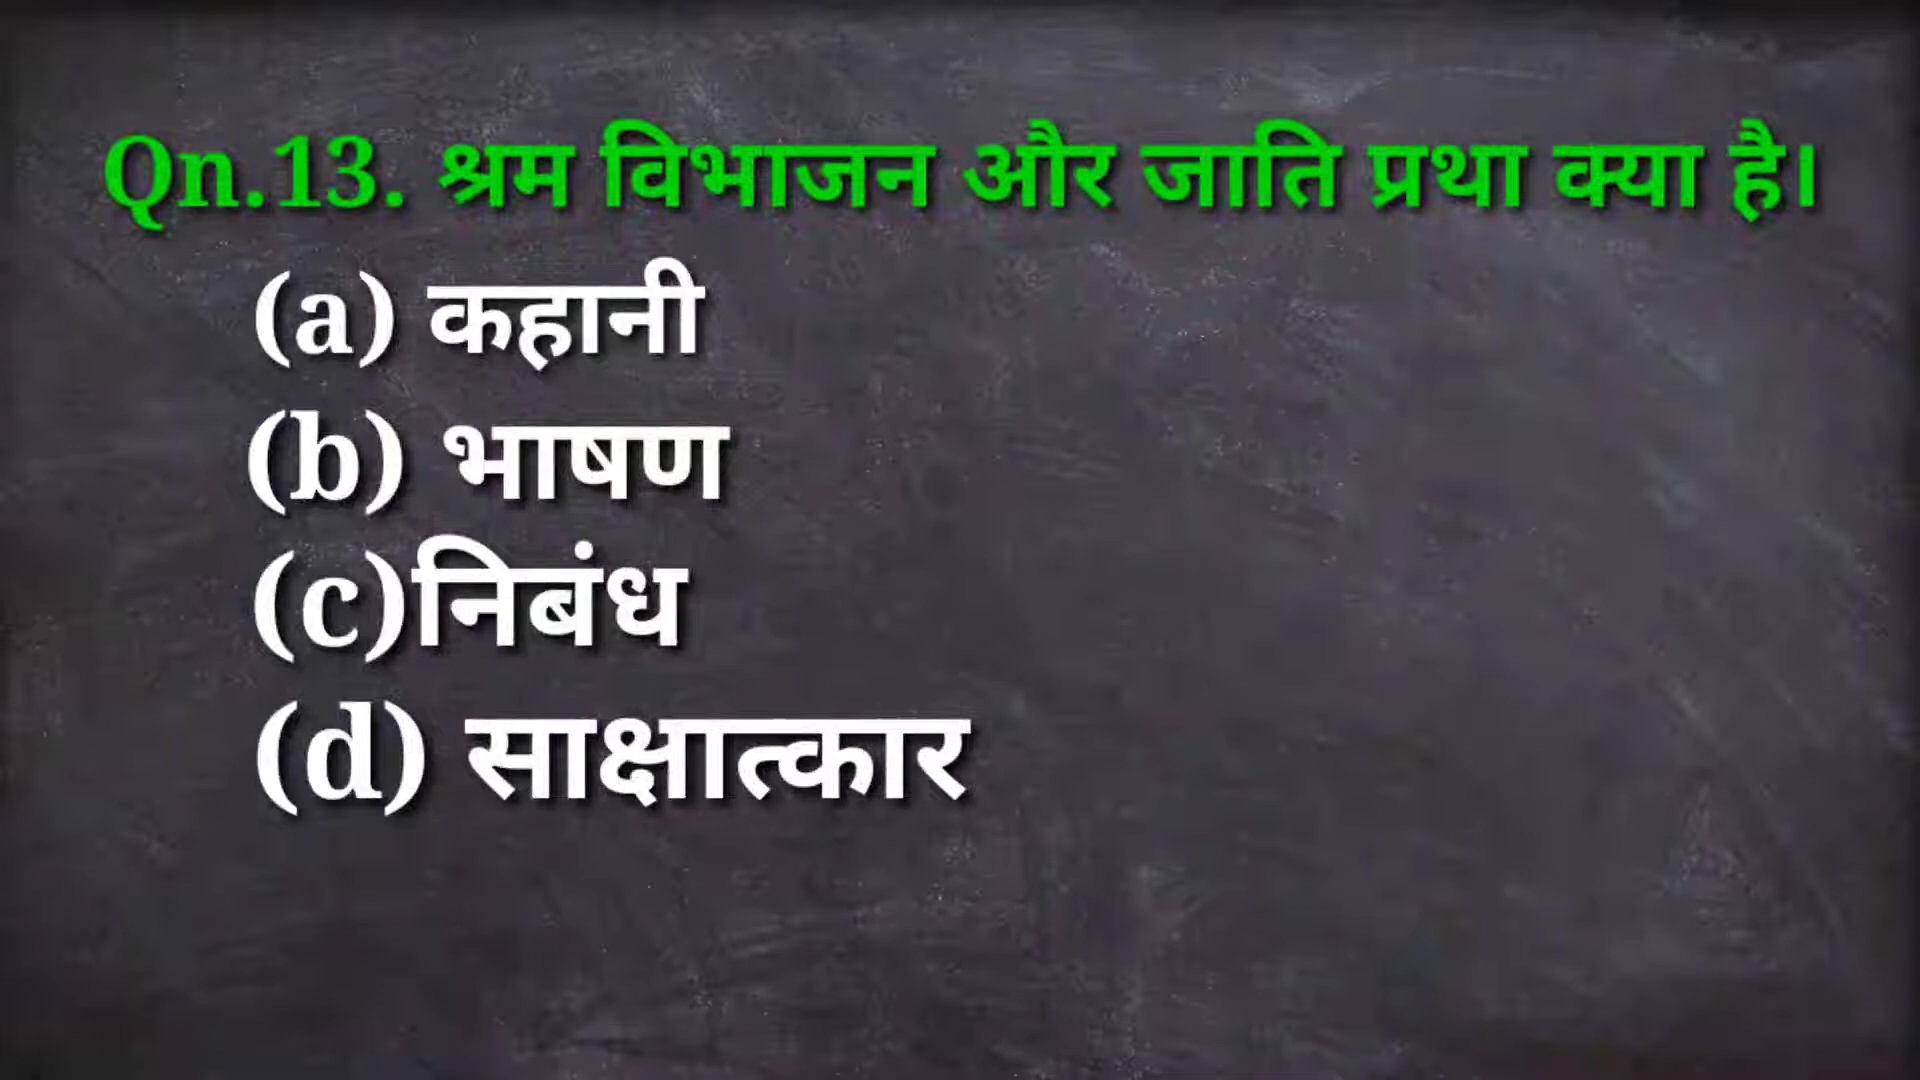 Qn.13. श्रम विभाजन और जाति प्रथा क्या है।
(a) कहानी
(b) भाषण
(c)निबंध
(d) साक्षात्कार